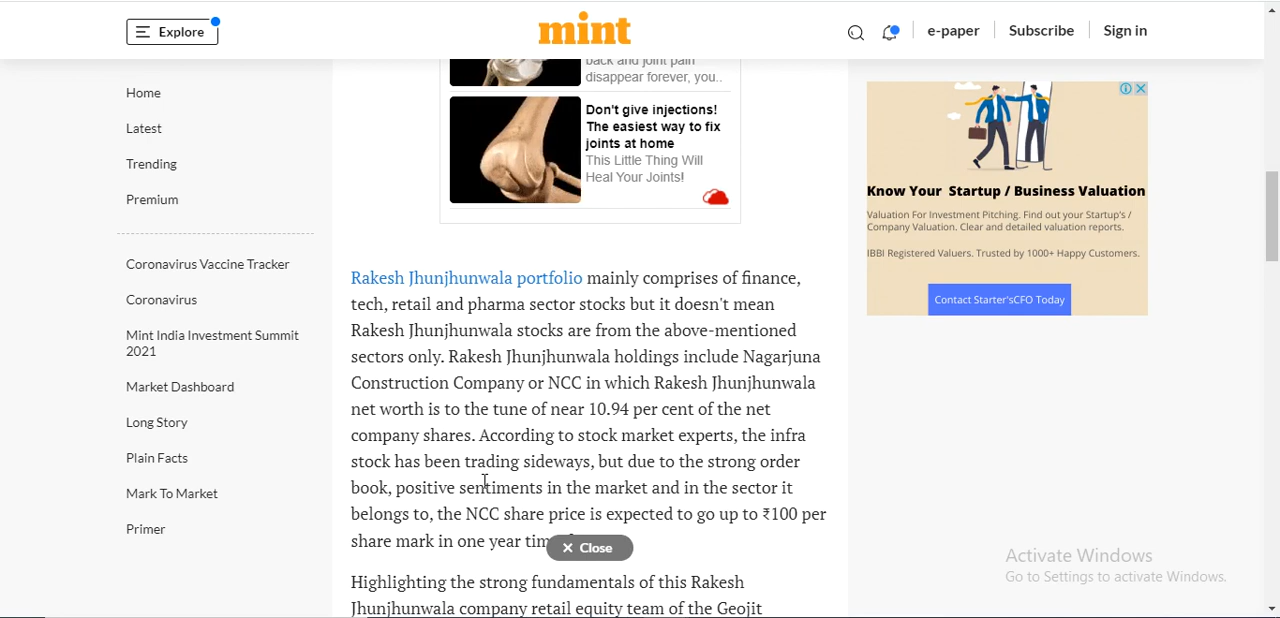 Explore
mint
e-paper
Subscribe
Sign in
Home
Latest
Trending
Premium
Coronavirus Vaccine Tracker
Coronavirus
Mint India Investment Summit
2021
Market Dashboard
Long Story
Plain Facts
Mark To Market
Primer
back and joint pain
disappear forever, you..
Don't give injections!
The easiest way to fix
joints at home
This Little Thing Will
Heal Your Joints!
Rakesh Jhunjhunwala portfolio mainly comprises of finance,
tech, retail and pharma sector stocks but it doesn't mean
Rakesh Jhunjhunwala stocks are from the above-mentioned
sectors only. Rakesh Jhunjhunwala holdings include Nagarjuna
Construction Company or NCC in which Rakesh Jhunjhunwala
net worth is to the tune of near 10.94 per cent of the net
company shares. According to stock market experts, the infra
stock has been trading sideways, but due to the strong order
book, positive sentiments in the market and in the sector it
belongs to, the NCC share price is expected to go up to ₹100 per
share mark in one year
Close
Highlighting the strong fundamentals of this Rakesh
Jhunjhunwala company retail equity team of the Geojit
Know Your Startup / Business Valuation
Valuation For Investment Pitching. Find out your Startup's /
Company Valuation. Clear and detailed valuation reports.
IBBI Registered Valuers. Trusted by 1000+ Happy Customers.
Contact Starter'sCFO Today
Activate Windows
Go to Settings to activate Windows.